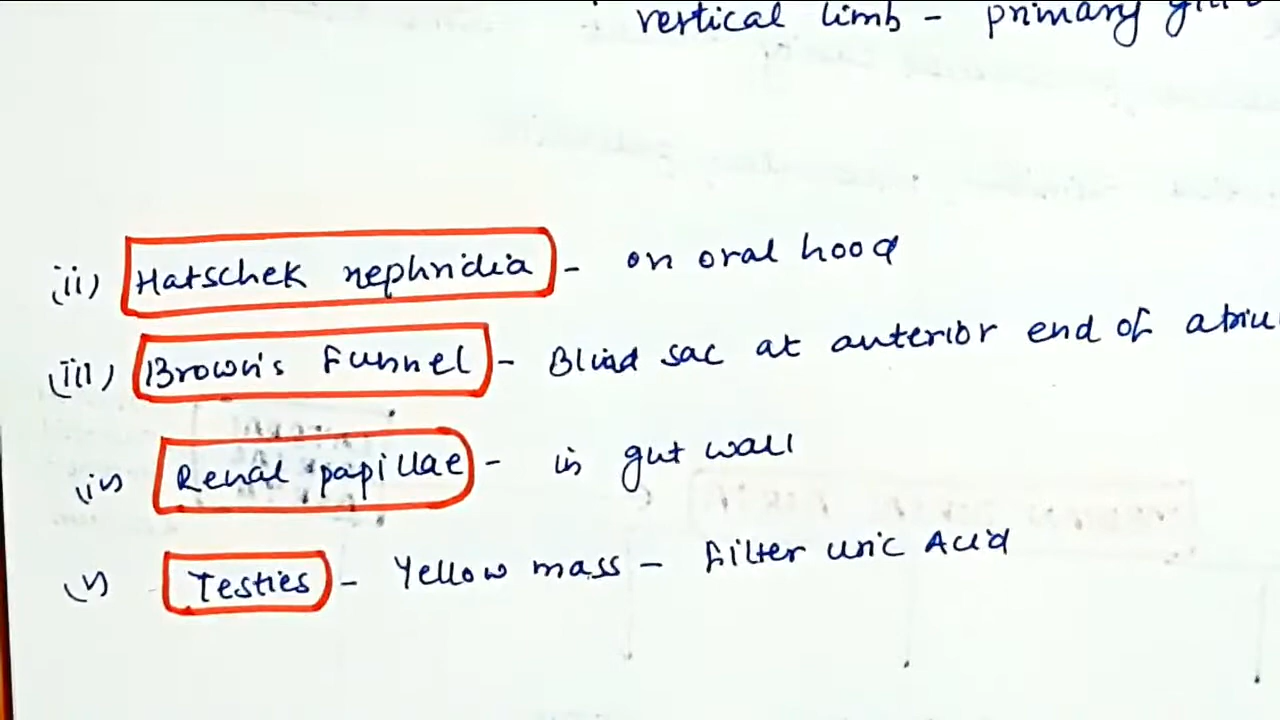 vertical limb - primary
(ii) Hatschek nephridia - on oral hood
(iii) Brown's Funnel - Blind sac at anterior end of
(iv) Renal papillae - in gut wall
(v) Testies - Yellow mass - filter uric Acid